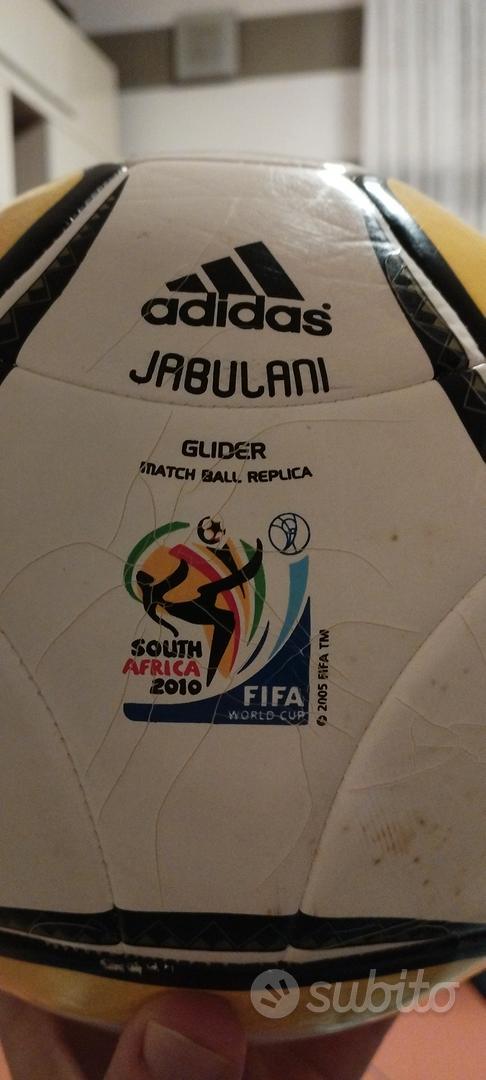 adidas
JABULANI
GLIDER
MATCH BALL REPLICA
SOUTH
AFRICA
2010
FIFA
WORLD CUP
© 2005 FIFA TM
subito